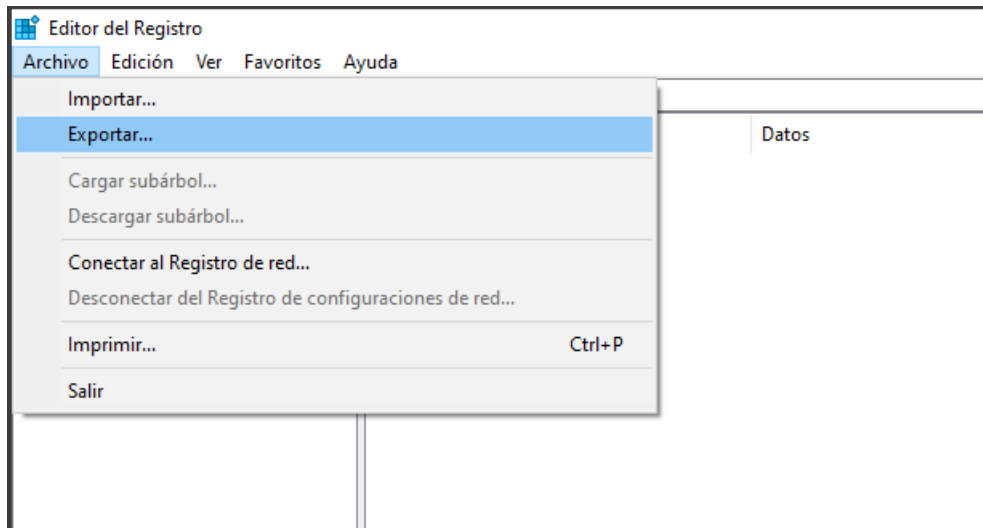 Editor del Registro
Archivo Edición Ver Favoritos Ayuda
Importar...
Exportar...
Datos
Cargar subárbol...
Descargar subárbol...
Conectar al Registro de red...
Desconectar del Registro de configuraciones de red...
Imprimir... Ctrl+P
Salir